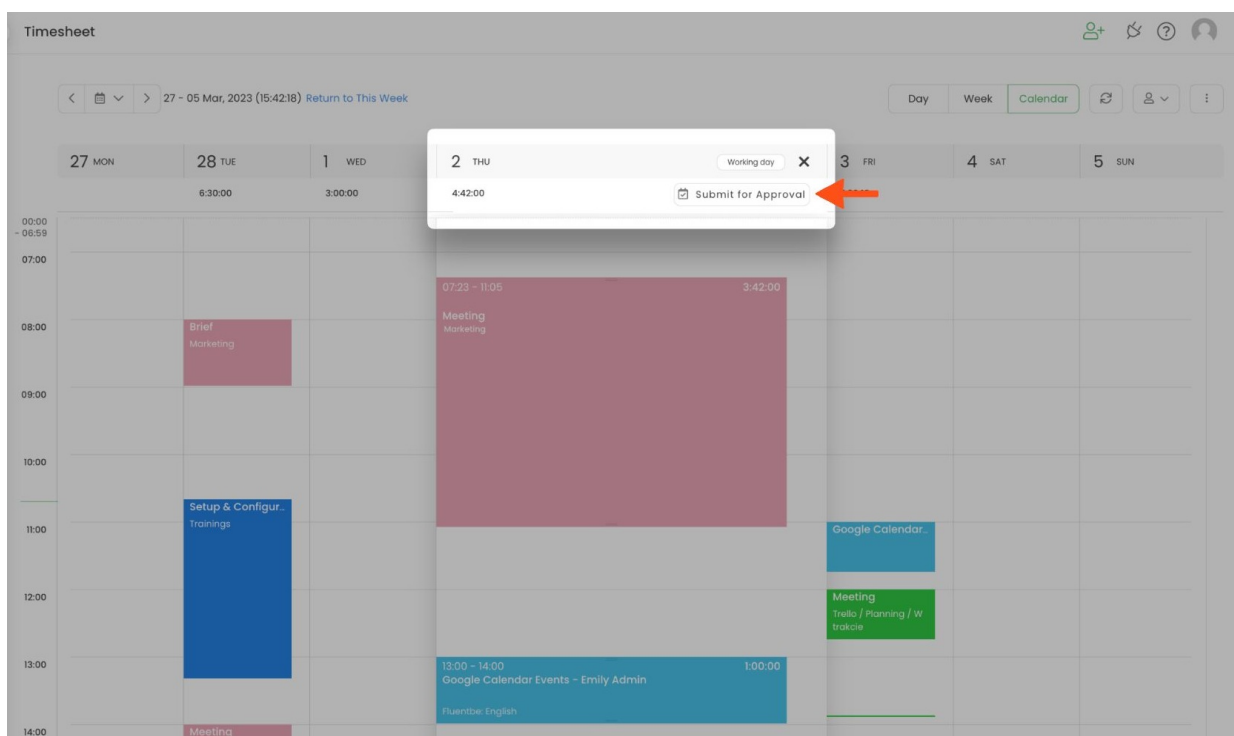 Timesheet
27 - 05 Mar, 2023 (15:42:18) Return to This Week
Day Week Calendar
27 MON 28 TUE 1 WED 2 THU Working day 3 FRI 4 SAT 5 SUN
6:30:00 3:00:00 4:42:00 Submit for Approval
00:00
- 06:59
07:00
07:23 - 11:05 3:42:00
Meeting
Marketing
08:00 Brief
Marketing
09:00
10:00
Setup & Configur...
Trainings
11:00 Google Calendar...
12:00 Meeting
Trello / Planning / W
trakcie
13:00 13:00 - 14:00 1:00:00
Google Calendar Events - Emily Admin
Fluentbe: English
14:00 Meeting